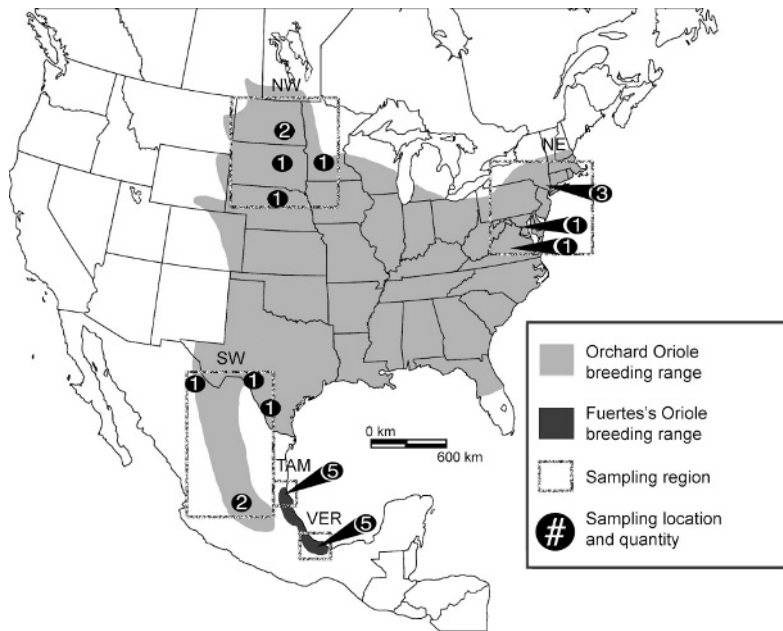 NW
2
1
1
1
NE
3
1
1
SW
1
1
1
2
TAM
5
VER
5
0 km
600 km
Orchard Oriole
breeding range
Fuertes's Oriole
breeding range
Sampling region
# Sampling location
and quantity